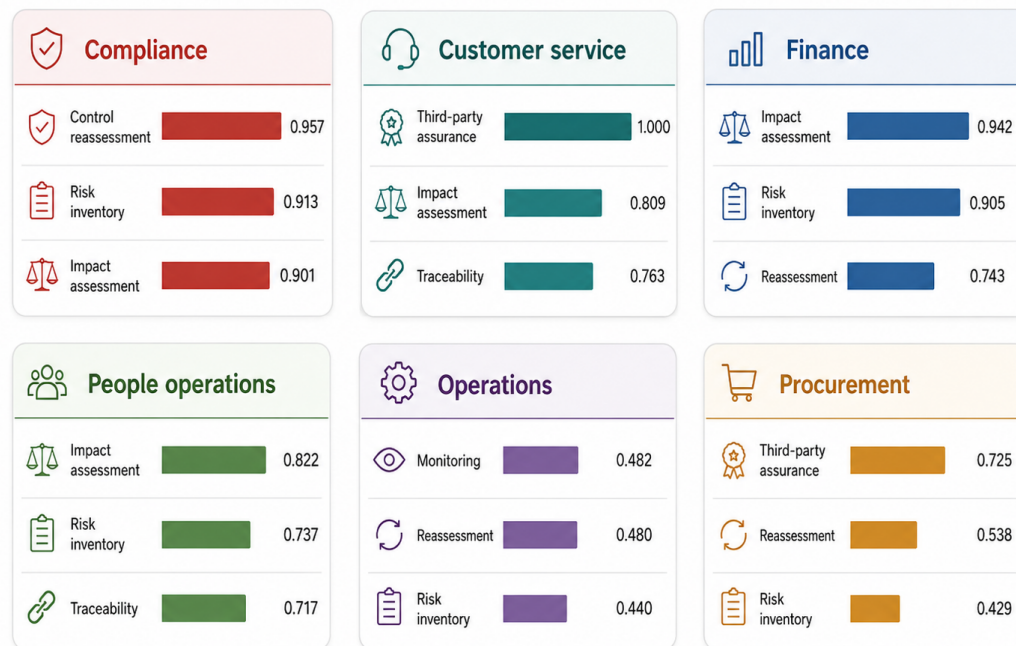 Compliance
Control
reassessment
0.957
Risk
inventory
0.913
Impact
assessment
0.901
Customer service
Third-party
assurance
1.000
Impact
assessment
0.809
Traceability
0.763
Finance
Impact
assessment
0.942
Risk
inventory
0.905
Reassessment
0.743
People operations
Impact
assessment
0.822
Risk
inventory
0.737
Traceability
0.717
Operations
Monitoring
0.482
Reassessment
0.480
Risk
inventory
0.440
Procurement
Third-party
assurance
0.725
Reassessment
0.538
Risk
inventory
0.429